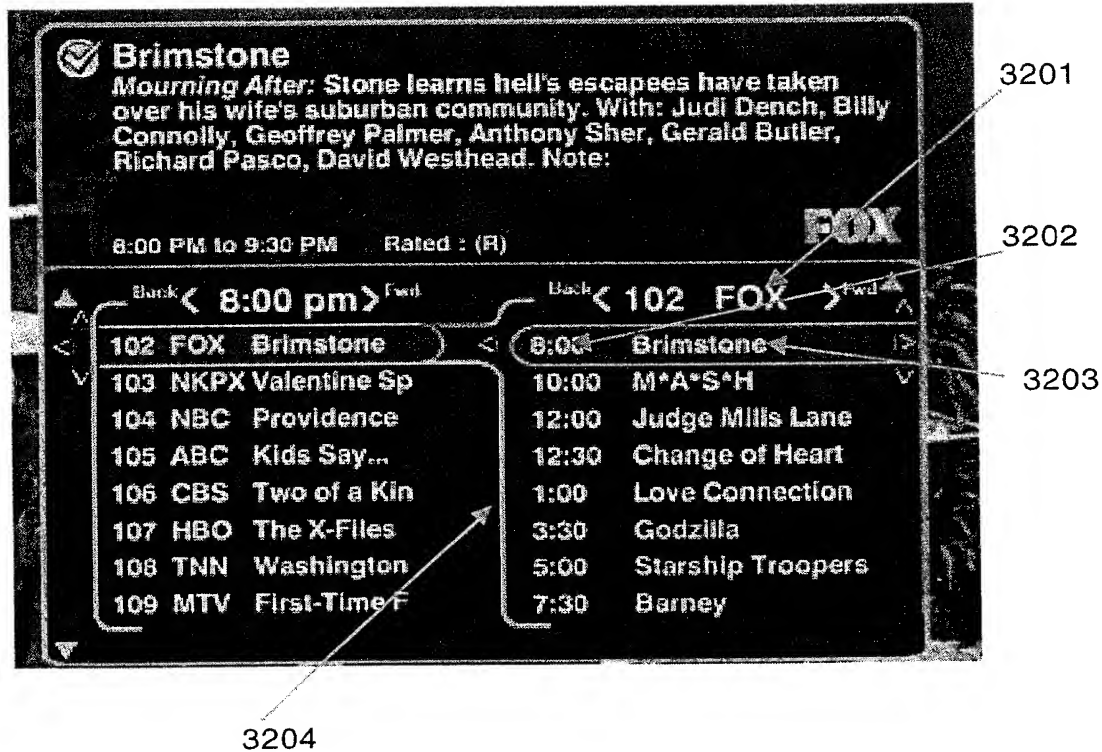 Brimstone
Mourning After: Stone learns hell's escapees have taken
over his wife's suburban community. With: Judi Dench, Billy
Connolly, Geoffrey Palmer, Anthony Sher, Gerald Butler,
Richard Pasco, David Westhead. Note:
FOX
8:00 PM to 9:30 PM Rated : (R)
Back < 8:00 pm > Fwd
Back < 102 FOX > Fwd
102 FOX Brimstone
103 NKPX Valentine Sp
104 NBC Providence
105 ABC Kids Say...
106 CBS Two of a Kin
107 HBO The X-Files
108 TNN Washington
109 MTV First-Time F
8:00 Brimstone
10:00 M*A*S*H
12:00 Judge Mills Lane
12:30 Change of Heart
1:00 Love Connection
3:30 Godzilla
5:00 Starship Troopers
7:30 Barney
3201
3202
3203
3204